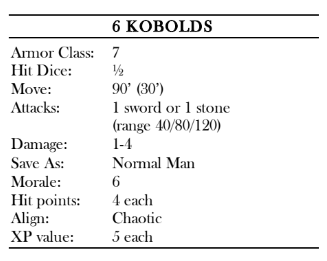 6 KOBOLDS
Armor Class: 7
Hit Dice: ½
Move: 90’ (30’)
Attacks: 1 sword or 1 stone
(range 40/80/120)
Damage: 1-4
Save As: Normal Man
Morale: 6
Hit points: 4 each
Align: Chaotic
XP value: 5 each